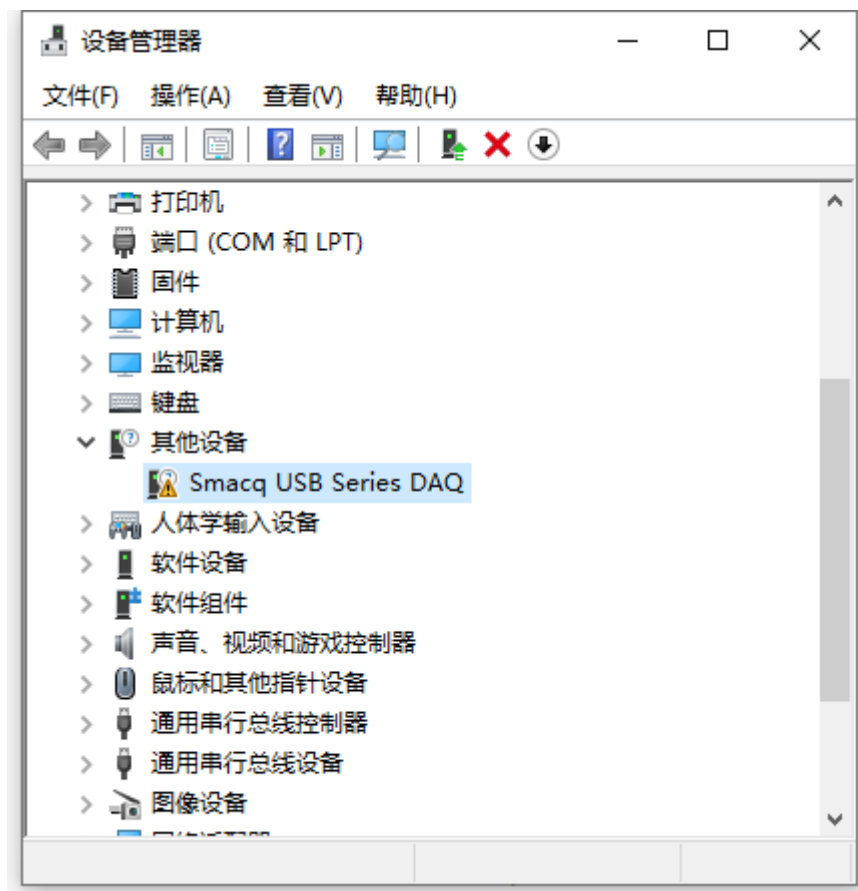 设备管理器
文件(F) 操作(A) 查看(V) 帮助(H)
打印机
端口 (COM 和 LPT)
固件
计算机
监视器
键盘
其他设备
Smacq USB Series DAQ
人体学输入设备
软件设备
软件组件
声音、视频和游戏控制器
鼠标和其他指针设备
通用串行总线控制器
通用串行总线设备
图像设备